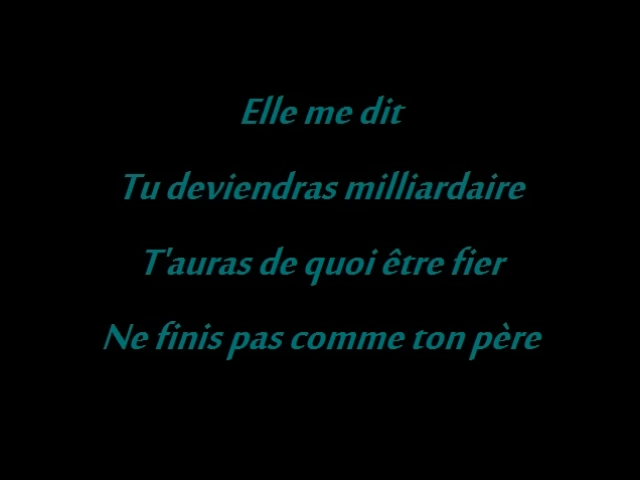 Elle me dit
Tu deviendras milliardaire
T'auras de quoi être fier
Ne finis pas comme ton père